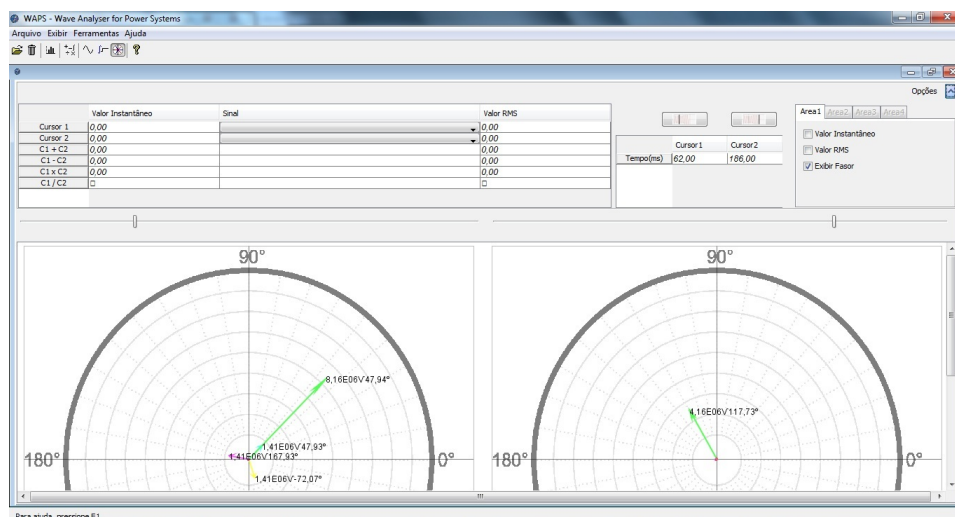 WAPS - Wave Analyser for Power Systems
Arquivo Exibir Ferramentas Ajuda
Opções
Valor Instantâneo Sinal Valor RMS
Cursor 1 0,00 0,00
Cursor 2 0,00 0,00
C1 + C2 0,00 0,00
C1 - C2 0,00 0,00
C1 x C2 0,00 0,00
C1 / C2
Cursor1 Cursor2
Tempo(ms) 62,00 186,00
Area1 Area2 Area3 Area4
Valor Instantâneo
Valor RMS
Exibir Fasor
90° 90°
8,16E06V47,94°
4,16E06V117,73°
1,41E06V47,93°
180° 1,41E06V167,93° 0° 180° 0°
1,41E06V-72,07°
Para ajuda, pressione F1